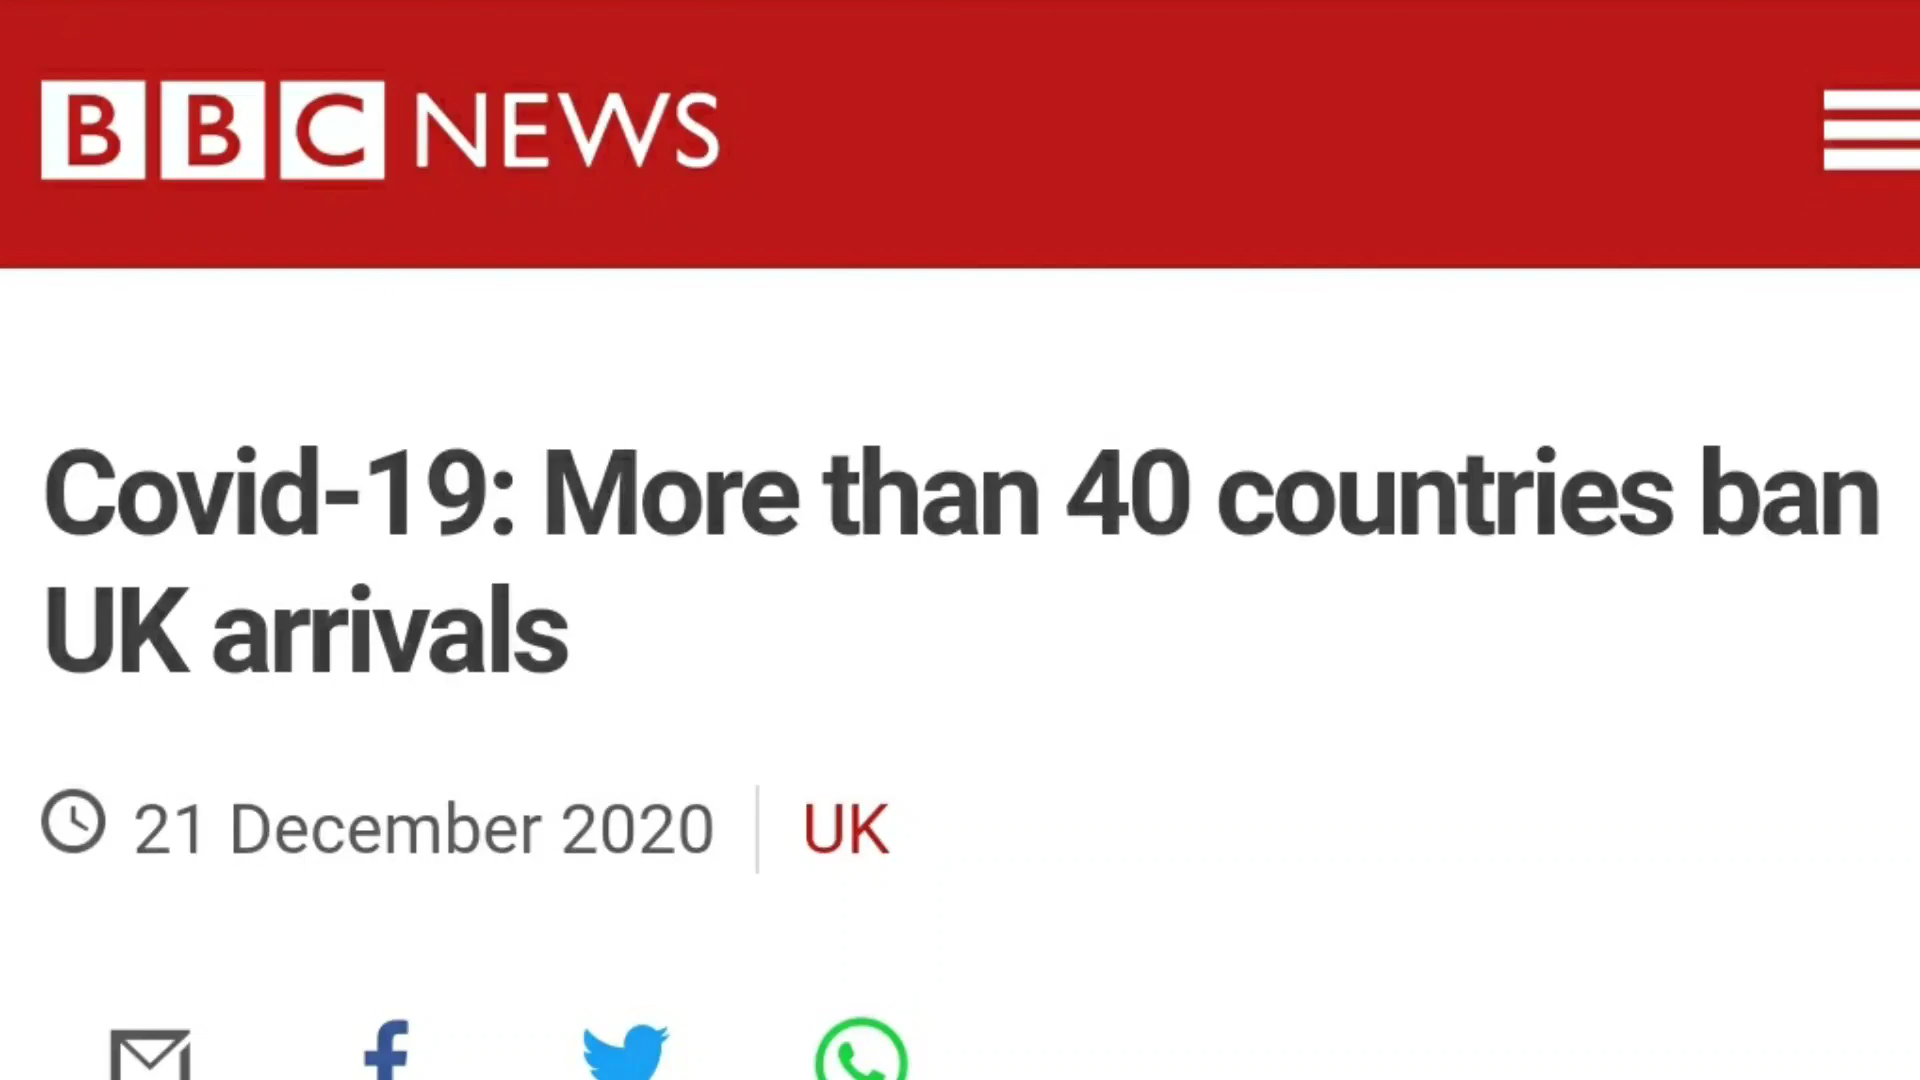 BBC NEWS
Covid-19: More than 40 countries ban
UK arrivals
21 December 2020 UK